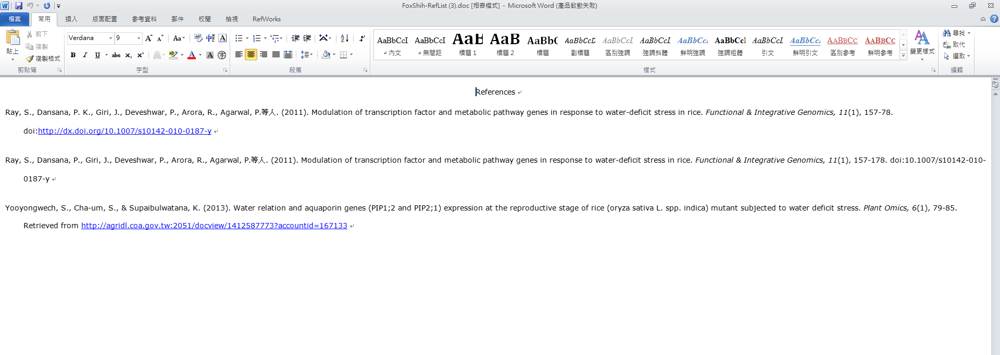 FoxShih-RefList (3).doc [相容模式] - Microsoft Word (產品啟動失敗)
檔案 常用 插入 版面配置 參考資料 郵件 校閱 檢視 RefWorks
貼上 剪下 複製 複製格式 剪貼簿
Verdana 9
字型
段落
AaBbCcI AaBbCcI AaB AaB AaBbC AaBbCcD AaBbCcL AaBbCcL AaBbCcl AaBbCcl AaBbCcL AaBbCcl AABBCC AABBCC
內文 無間距 標題 1 標題 2 標題 副標題 區別強調 強調斜體 鮮明強調 強調粗體 引文 鮮明引文 區別參考 鮮明參考
樣式
變更樣式
尋找 取代 選取 編輯
References
Ray, S., Dansana, P. K., Giri, J., Deveshwar, P., Arora, R., Agarwal, P.等人. (2011). Modulation of transcription factor and metabolic pathway genes in response to water-deficit stress in rice. Functional & Integrative Genomics, 11(1), 157-78.
doi:http://dx.doi.org/10.1007/s10142-010-0187-y
Ray, S., Dansana, P., Giri, J., Deveshwar, P., Arora, R., Agarwal, P.等人. (2011). Modulation of transcription factor and metabolic pathway genes in response to water-deficit stress in rice. Functional & Integrative Genomics, 11(1), 157-178. doi:10.1007/s10142-010-
0187-y
Yooyongwech, S., Cha-um, S., & Supaibulwatana, K. (2013). Water relation and aquaporin genes (PIP1;2 and PIP2;1) expression at the reproductive stage of rice (oryza sativa L. spp. indica) mutant subjected to water deficit stress. Plant Omics, 6(1), 79-85.
Retrieved from http://agridl.coa.gov.tw:2051/docview/1412587773?accountid=167133